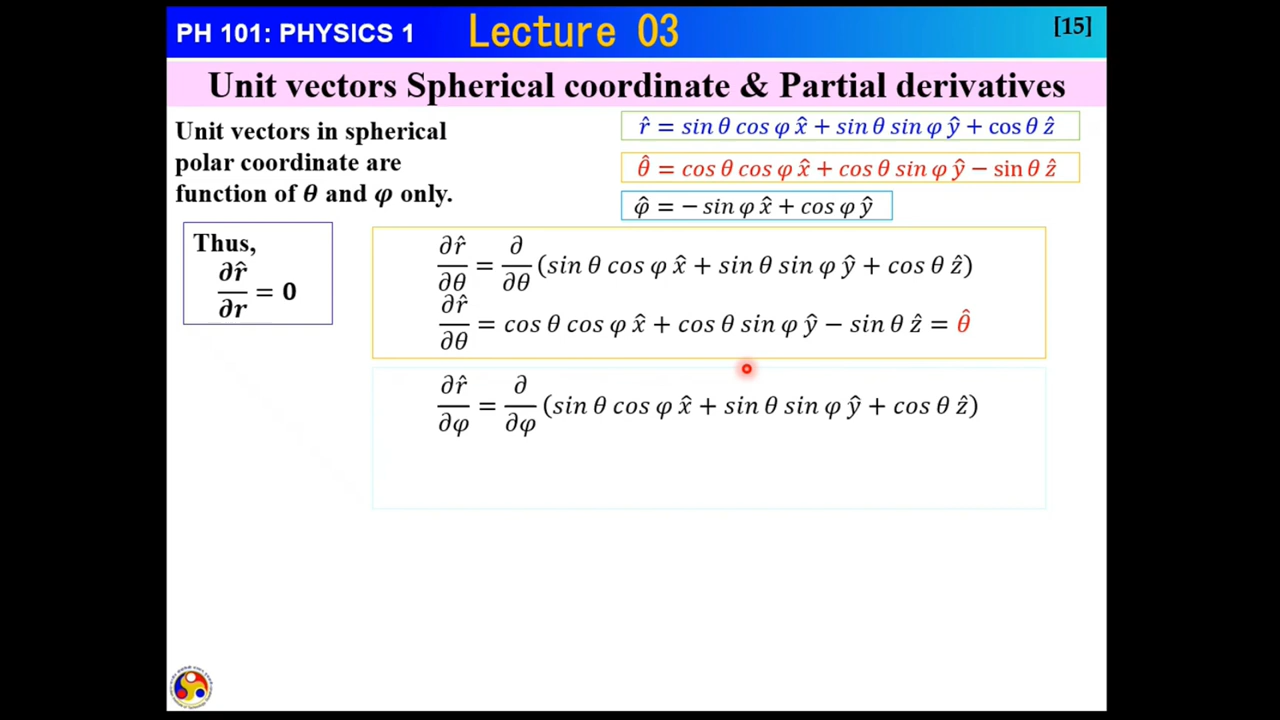 PH 101: PHYSICS 1 Lecture 03 [15]
Unit vectors Spherical coordinate & Partial derivatives
Unit vectors in spherical
polar coordinate are
function of θ and φ only.
r̂ = sin θ cos φ x̂ + sin θ sin φ ŷ + cos θ ẑ
θ̂ = cos θ cos φ x̂ + cos θ sin φ ŷ − sin θ ẑ
φ̂ = − sin φ x̂ + cos φ ŷ
Thus,
∂r̂/∂r = 0
∂r̂/∂θ = ∂/∂θ (sin θ cos φ x̂ + sin θ sin φ ŷ + cos θ ẑ)
∂r̂/∂θ = cos θ cos φ x̂ + cos θ sin φ ŷ − sin θ ẑ = θ̂
∂r̂/∂φ = ∂/∂φ (sin θ cos φ x̂ + sin θ sin φ ŷ + cos θ ẑ)